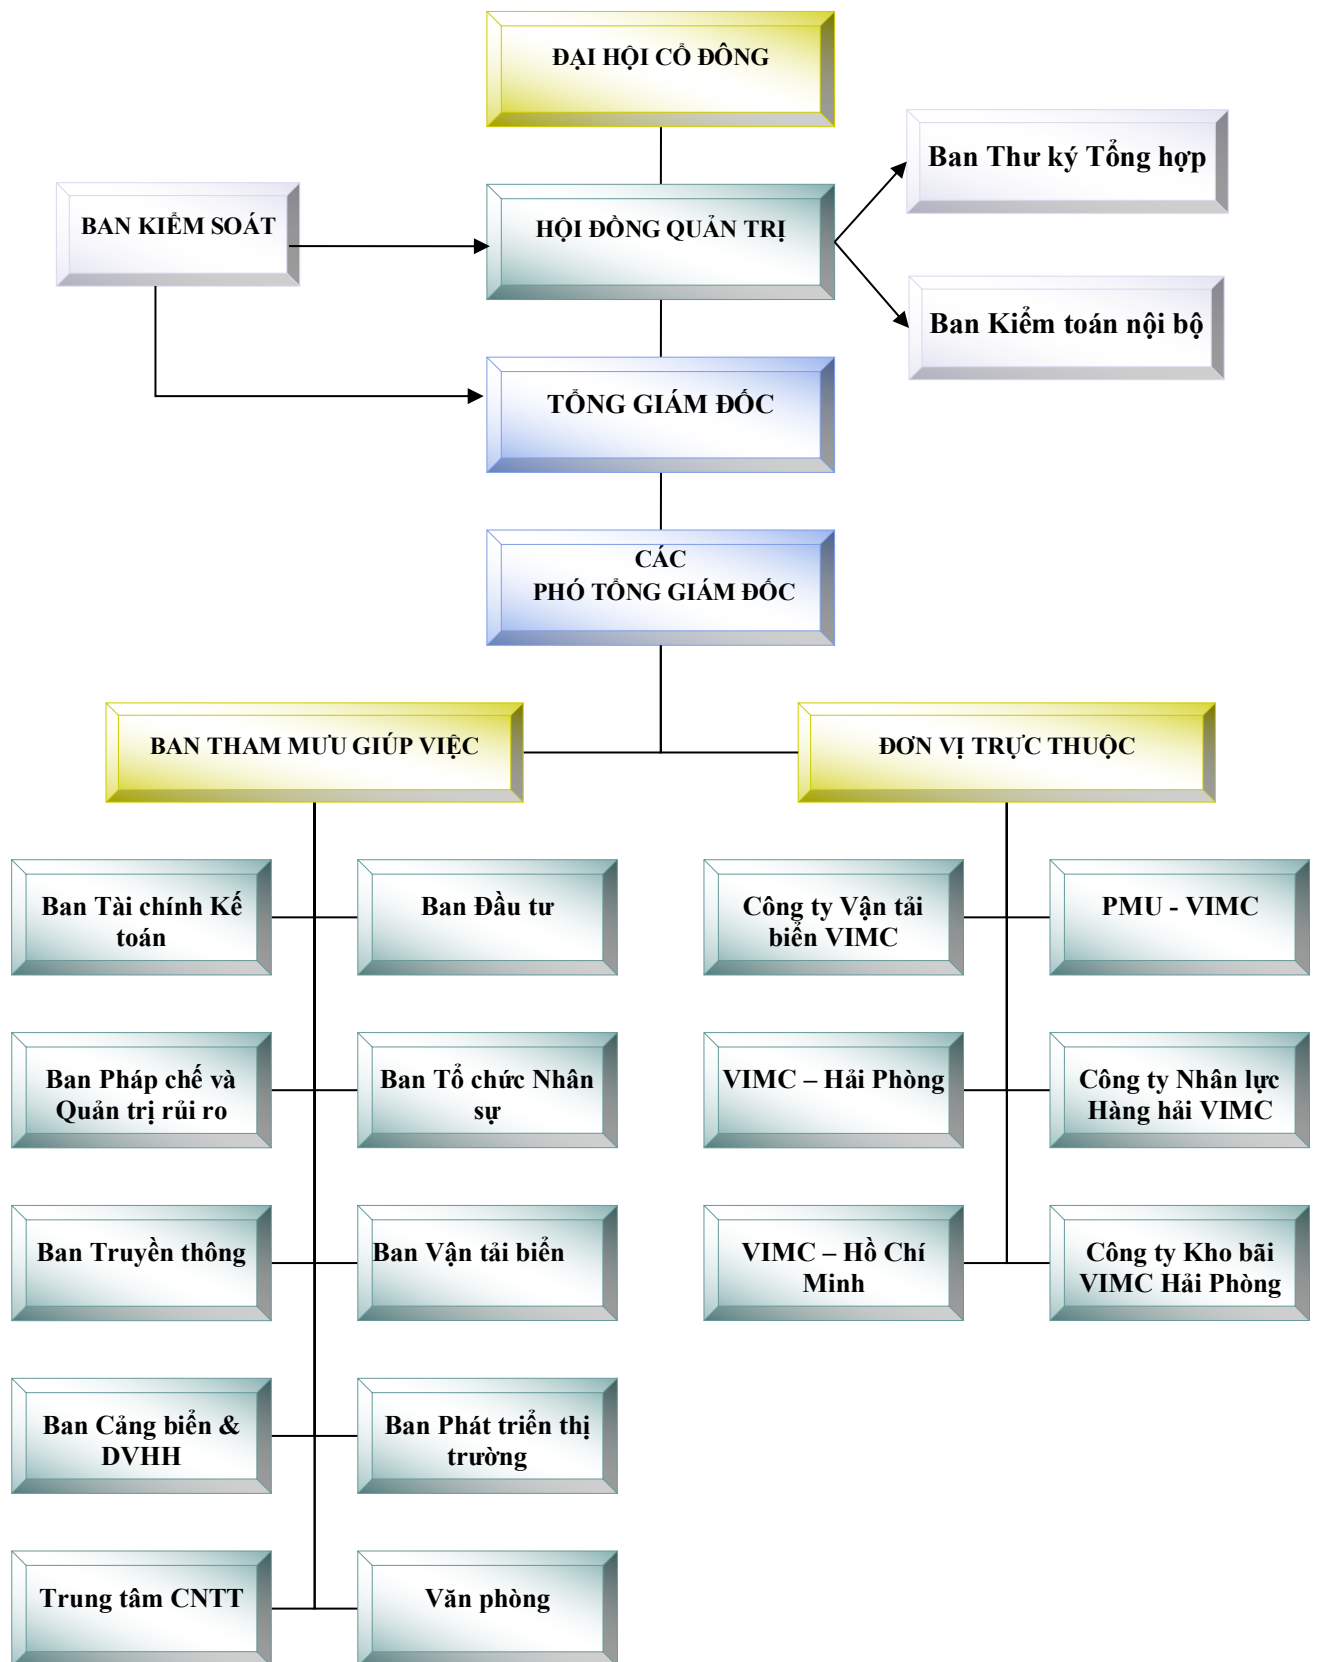 ĐẠI HỘI CỔ ĐÔNG
Ban Thư ký Tổng hợp
BAN KIỂM SOÁT
HỘI ĐỒNG QUẢN TRỊ
Ban Kiểm toán nội bộ
TỔNG GIÁM ĐỐC
CÁC
PHÓ TỔNG GIÁM ĐỐC
BAN THAM MƯU GIÚP VIỆC
ĐƠN VỊ TRỰC THUỘC
Ban Tài chính Kế
toán
Ban Đầu tư
Công ty Vận tải
biển VIMC
PMU - VIMC
Ban Pháp chế và
Quản trị rủi ro
Ban Tổ chức Nhân
sự
VIMC – Hải Phòng
Công ty Nhân lực
Hàng hải VIMC
Ban Truyền thông
Ban Vận tải biển
VIMC – Hồ Chí
Minh
Công ty Kho bãi
VIMC Hải Phòng
Ban Cảng biển &
DVHH
Ban Phát triển thị
trường
Trung tâm CNTT
Văn phòng